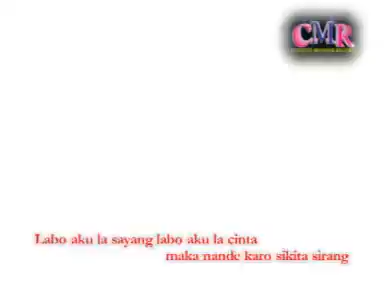 CMR
Labo aku la sayang labo aku la cinta
maka nande karo sikita sirang